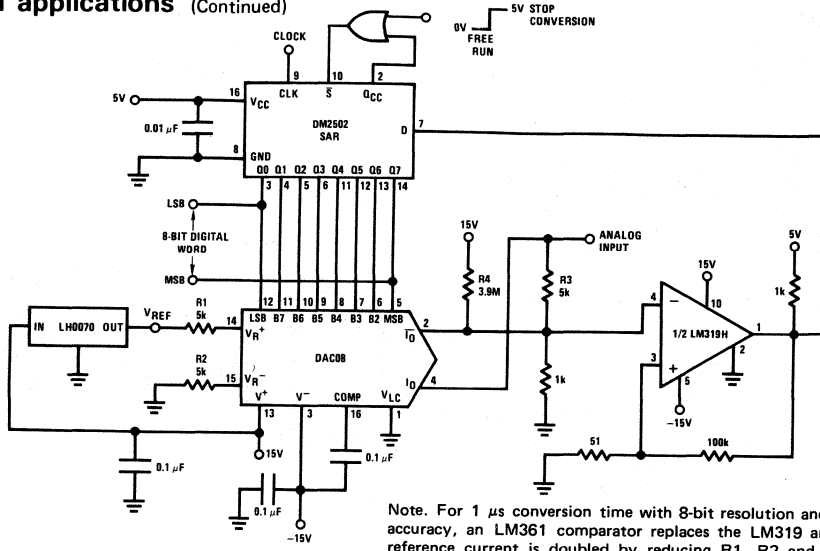 applications (Continued)
5V STOP
CONVERSION
0V
FREE
RUN
CLOCK
9
10
2
CLK
S̅
QCC
5V
16
VCC
0.01 µF
DM2502
SAR
D
7
8
GND
Q0 Q1 Q2 Q3 Q4 Q5 Q6 Q7
3 4 5 6 11 12 13 14
LSB
8-BIT DIGITAL
WORD
MSB
15V
R4
3.9M
R3
5k
ANALOG
INPUT
5V
15V
1k
12 11 10 9 8 7 6 5
LSB B7 B6 B5 B4 B3 B2 MSB
IN LH0070 OUT
VREF
R1
5k
14
VR+
I̅O̅
2
DAC08
4
−
10
1/2 LM319H
1
2
3
+
5
−15V
R2
5k
15
VR−
IO
4
V+
V−
COMP
VLC
13
3
16
1
1k
15V
0.1 µF
0.1 µF
0.1 µF
−15V
51
100k
Note. For 1 µs conversion time with 8-bit resolution and
accuracy, an LM361 comparator replaces the LM319 an
reference current is doubled by reducing R1, R2 and